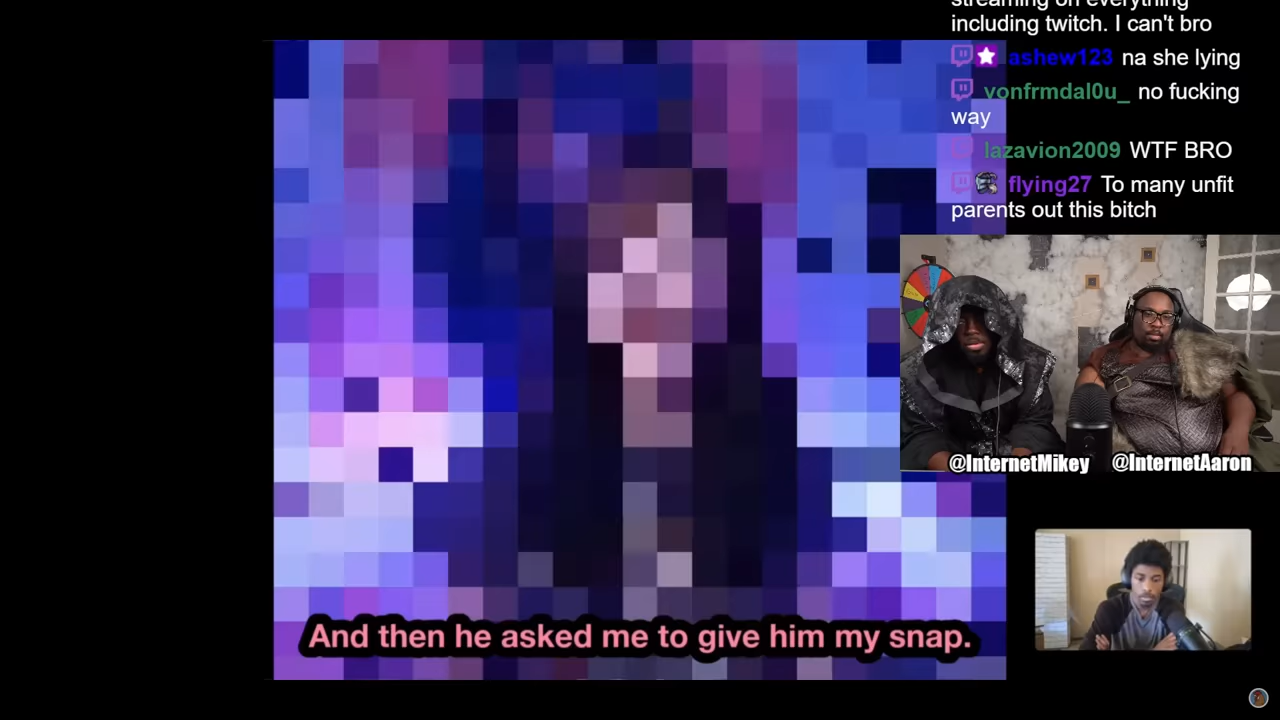 streaming on everything
including twitch. I can't bro
ashew123 na she lying
vonfrmdal0u_ no fucking
way
lazavion2009 WTF BRO
flying27 To many unfit
parents out this bitch
@InternetMikey @InternetAaron
And then he asked me to give him my snap.